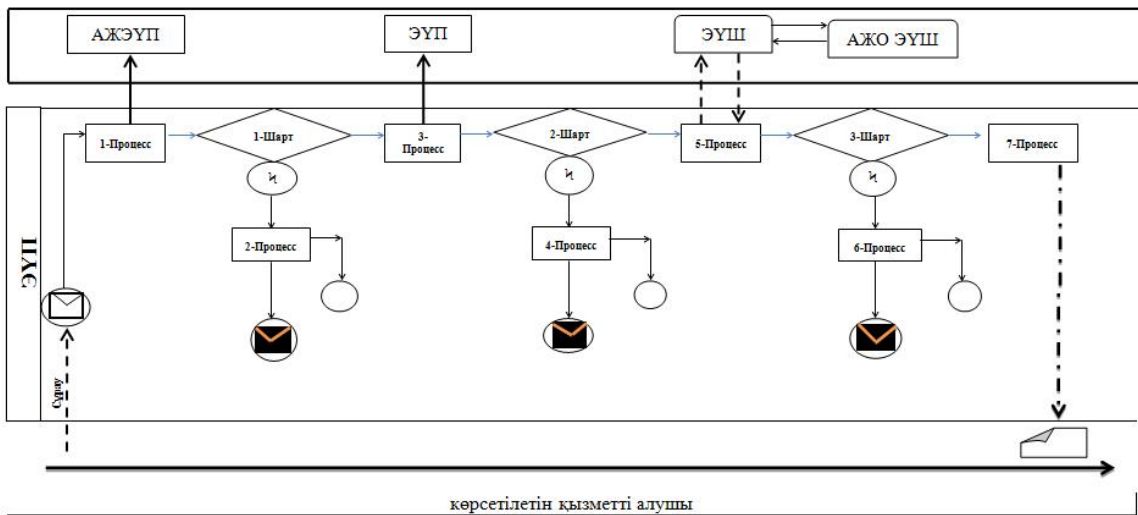 АЖЭҮП
ЭҮП
ЭҮШ
АЖО ЭҮШ
1-Процесс
1-Шарт
3-
Процесс
2-Шарт
5-Процесс
3-Шарт
7-Процесс
2-Процесс
4-Процесс
6-Процесс
ЭҮП
Сұрау
көрсетілетін қызметті алушы